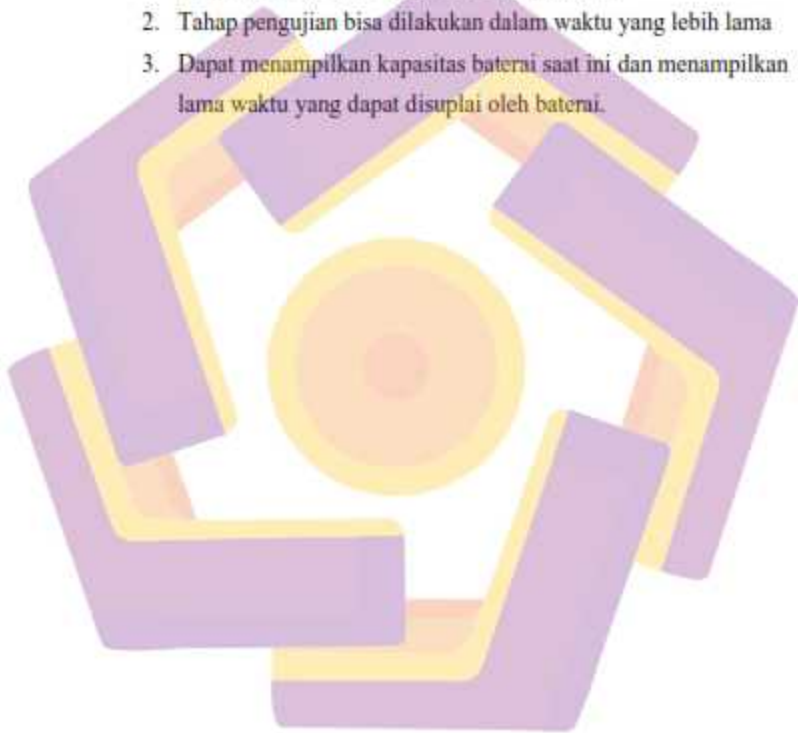 2. Tahap pengujian bisa dilakukan dalam waktu yang lebih lama
3. Dapat menampilkan kapasitas baterai saat ini dan menampilkan
lama waktu yang dapat disuplai oleh baterai.